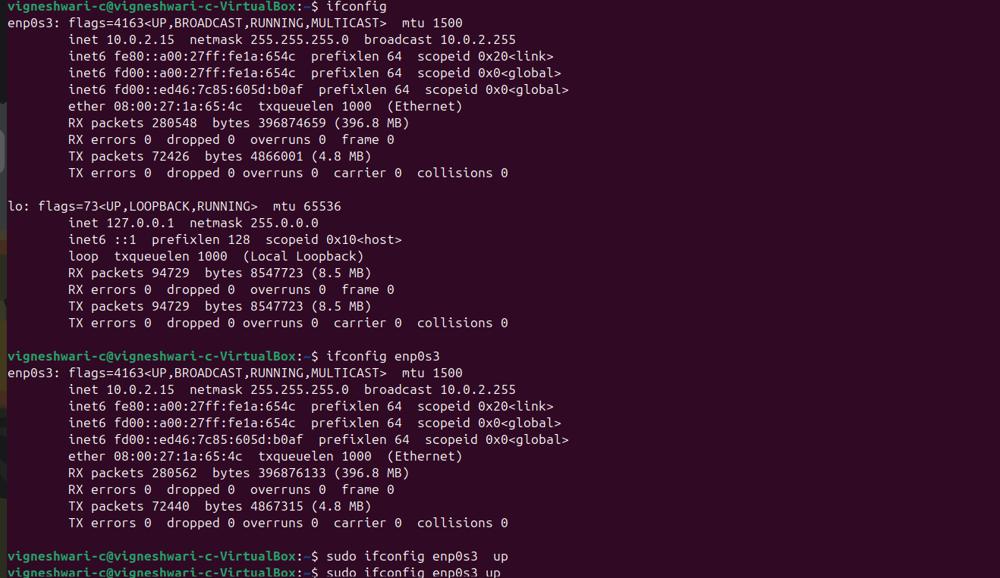 vigneshwari-c@vigneshwari-c-VirtualBox:~$ ifconfig
enp0s3: flags=4163<UP,BROADCAST,RUNNING,MULTICAST>  mtu 1500
        inet 10.0.2.15  netmask 255.255.255.0  broadcast 10.0.2.255
        inet6 fe80::a00:27ff:fe1a:654c  prefixlen 64  scopeid 0x20<link>
        inet6 fd00::a00:27ff:fe1a:654c  prefixlen 64  scopeid 0x0<global>
        inet6 fd00::ed46:7c85:605d:b0af  prefixlen 64  scopeid 0x0<global>
        ether 08:00:27:1a:65:4c  txqueuelen 1000  (Ethernet)
        RX packets 280548  bytes 396874659 (396.8 MB)
        RX errors 0  dropped 0  overruns 0  frame 0
        TX packets 72426  bytes 4866001 (4.8 MB)
        TX errors 0  dropped 0 overruns 0  carrier 0  collisions 0

lo: flags=73<UP,LOOPBACK,RUNNING>  mtu 65536
        inet 127.0.0.1  netmask 255.0.0.0
        inet6 ::1  prefixlen 128  scopeid 0x10<host>
        loop  txqueuelen 1000  (Local Loopback)
        RX packets 94729  bytes 8547723 (8.5 MB)
        RX errors 0  dropped 0  overruns 0  frame 0
        TX packets 94729  bytes 8547723 (8.5 MB)
        TX errors 0  dropped 0 overruns 0  carrier 0  collisions 0

vigneshwari-c@vigneshwari-c-VirtualBox:~$ ifconfig enp0s3
enp0s3: flags=4163<UP,BROADCAST,RUNNING,MULTICAST>  mtu 1500
        inet 10.0.2.15  netmask 255.255.255.0  broadcast 10.0.2.255
        inet6 fe80::a00:27ff:fe1a:654c  prefixlen 64  scopeid 0x20<link>
        inet6 fd00::a00:27ff:fe1a:654c  prefixlen 64  scopeid 0x0<global>
        inet6 fd00::ed46:7c85:605d:b0af  prefixlen 64  scopeid 0x0<global>
        ether 08:00:27:1a:65:4c  txqueuelen 1000  (Ethernet)
        RX packets 280562  bytes 396876133 (396.8 MB)
        RX errors 0  dropped 0  overruns 0  frame 0
        TX packets 72440  bytes 4867315 (4.8 MB)
        TX errors 0  dropped 0 overruns 0  carrier 0  collisions 0

vigneshwari-c@vigneshwari-c-VirtualBox:~$ sudo ifconfig enp0s3  up
vigneshwari-c@vigneshwari-c-VirtualBox:~$ sudo ifconfig enp0s3 up